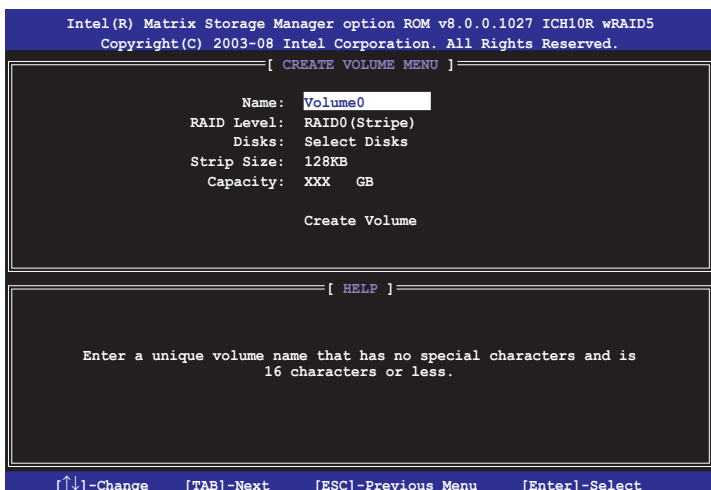 Intel(R) Matrix Storage Manager option ROM v8.0.0.1027 ICH10R wRAID5
Copyright(C) 2003-08 Intel Corporation. All Rights Reserved.
[ CREATE VOLUME MENU ]
Name: Volume0
RAID Level: RAID0(Stripe)
Disks: Select Disks
Strip Size: 128KB
Capacity: XXX GB
Create Volume
[ HELP ]
Enter a unique volume name that has no special characters and is
16 characters or less.
[↑↓]-Change [TAB]-Next [ESC]-Previous Menu [Enter]-Select